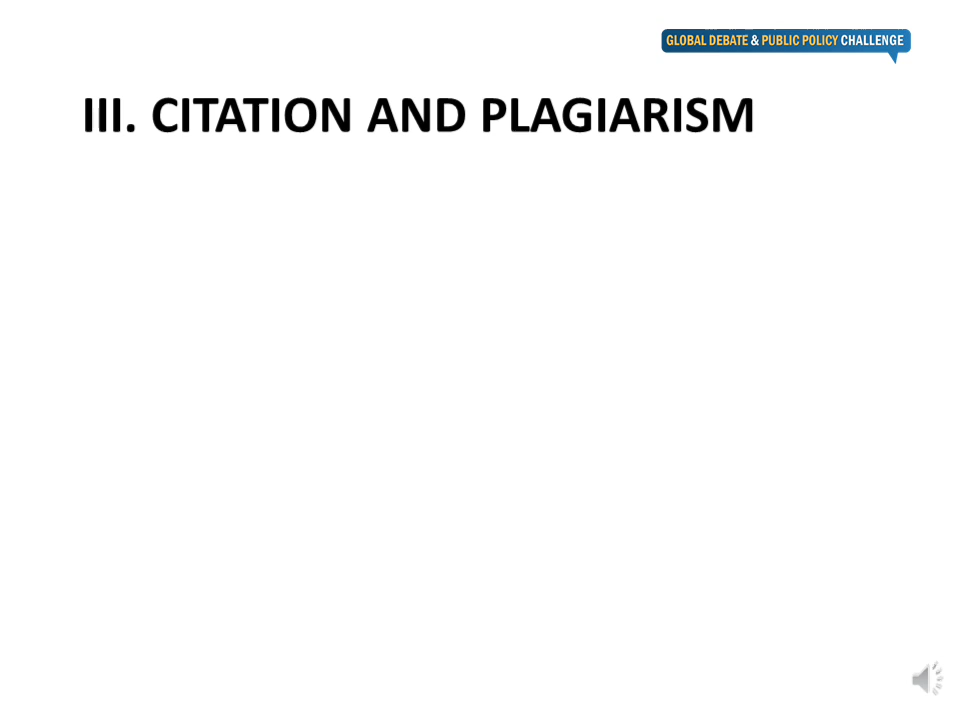 GLOBAL DEBATE & PUBLIC POLICY CHALLENGE
III. CITATION AND PLAGIARISM